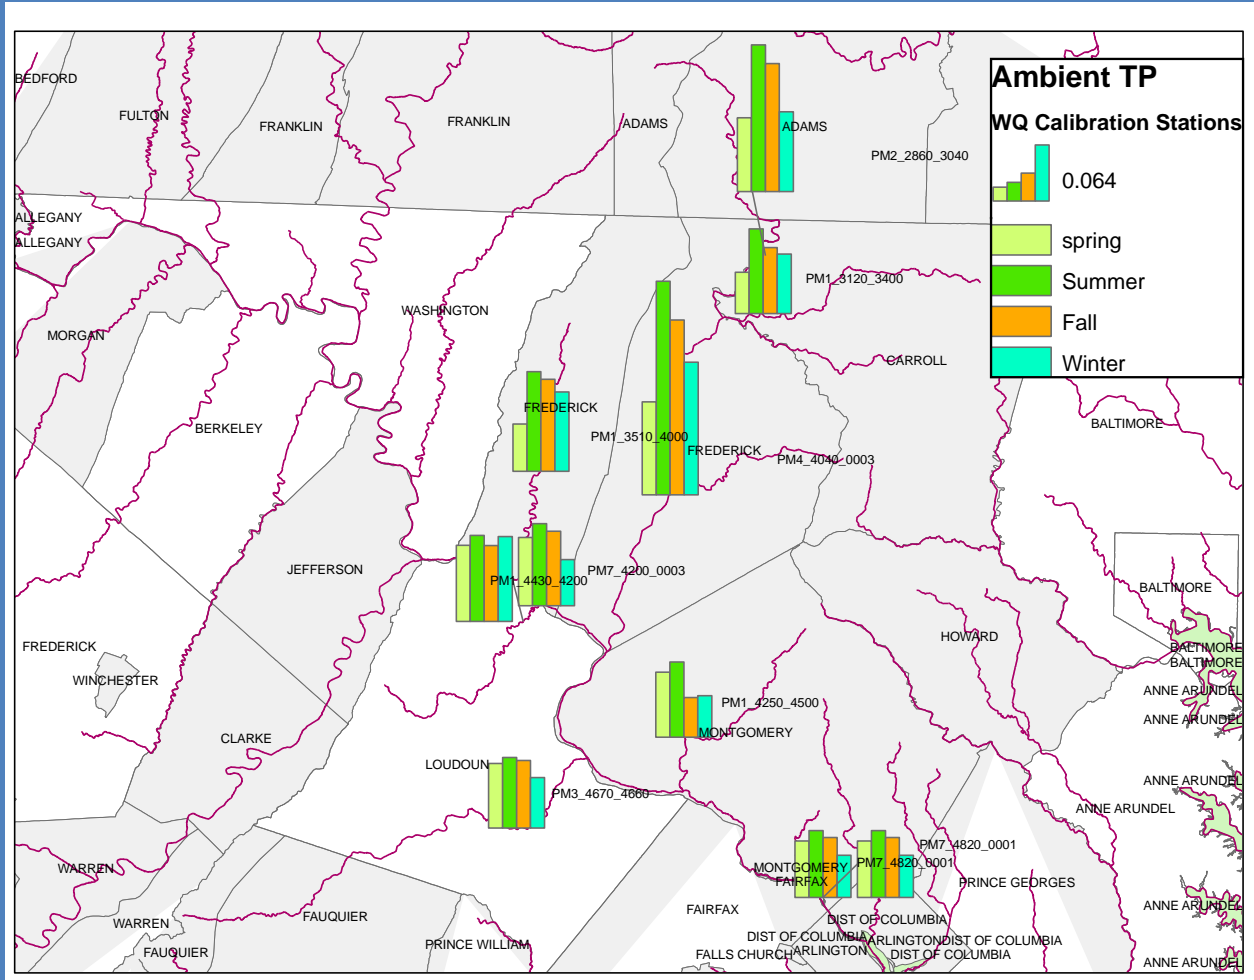 Ambient TP
WQ Calibration Stations
0.064
spring
Summer
Fall
Winter
BEDFORD
FULTON
FRANKLIN
FRANKLIN
ADAMS
ADAMS
PM2_2860_3040
ALLEGANY
ALLEGANY
PM1_3120_3400
WASHINGTON
MORGAN
CARROLL
FREDERICK
BERKELEY
BALTIMORE
PM1_3510_4000
FREDERICK
PM4_4040_0003
JEFFERSON
PM7_4200_0003
PM1_4430_4200
BALTIMORE
HOWARD
FREDERICK
BALTIMORE
BALTIMORE
WINCHESTER
ANNE ARUNDEL
PM1_4250_4500
ANNE ARUNDEL
MONTGOMERY
CLARKE
LOUDOUN
ANNE ARUNDEL
PM3_4670_4660
ANNE ARUNDEL
PM7_4820_0001
PM7_4820_0001
WARREN
MONTGOMERY
FAIRFAX
PRINCE GEORGES
ANNE ARUNDEL
FAIRFAX
FAUQUIER
DIST OF COLUMBIA
WARREN
DIST OF COLUMBIA
ARLINGTON
DIST OF COLUMBIA
PRINCE WILLIAM
FAUQUIER
FALLS CHURCH
ARLINGTON
DIST OF COLUMBIA
ANNE ARUNDEL